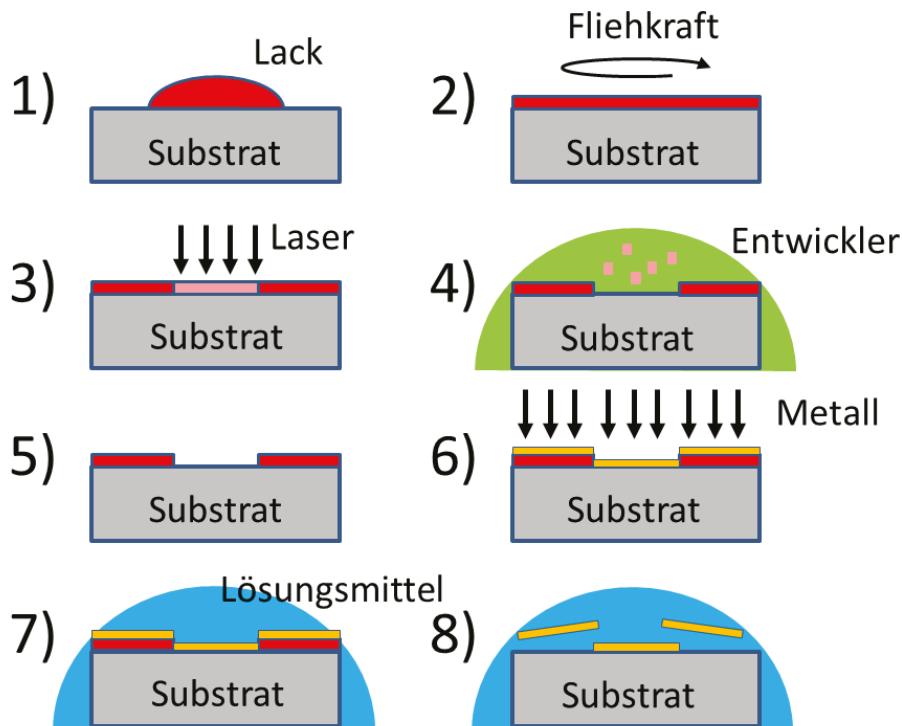 Lack
1)
Substrat
Fliehkraft
2)
Substrat
Laser
3)
Substrat
Entwickler
4)
Substrat
5)
Substrat
Metall
6)
Substrat
Lösungsmittel
7)
Substrat
8)
Substrat